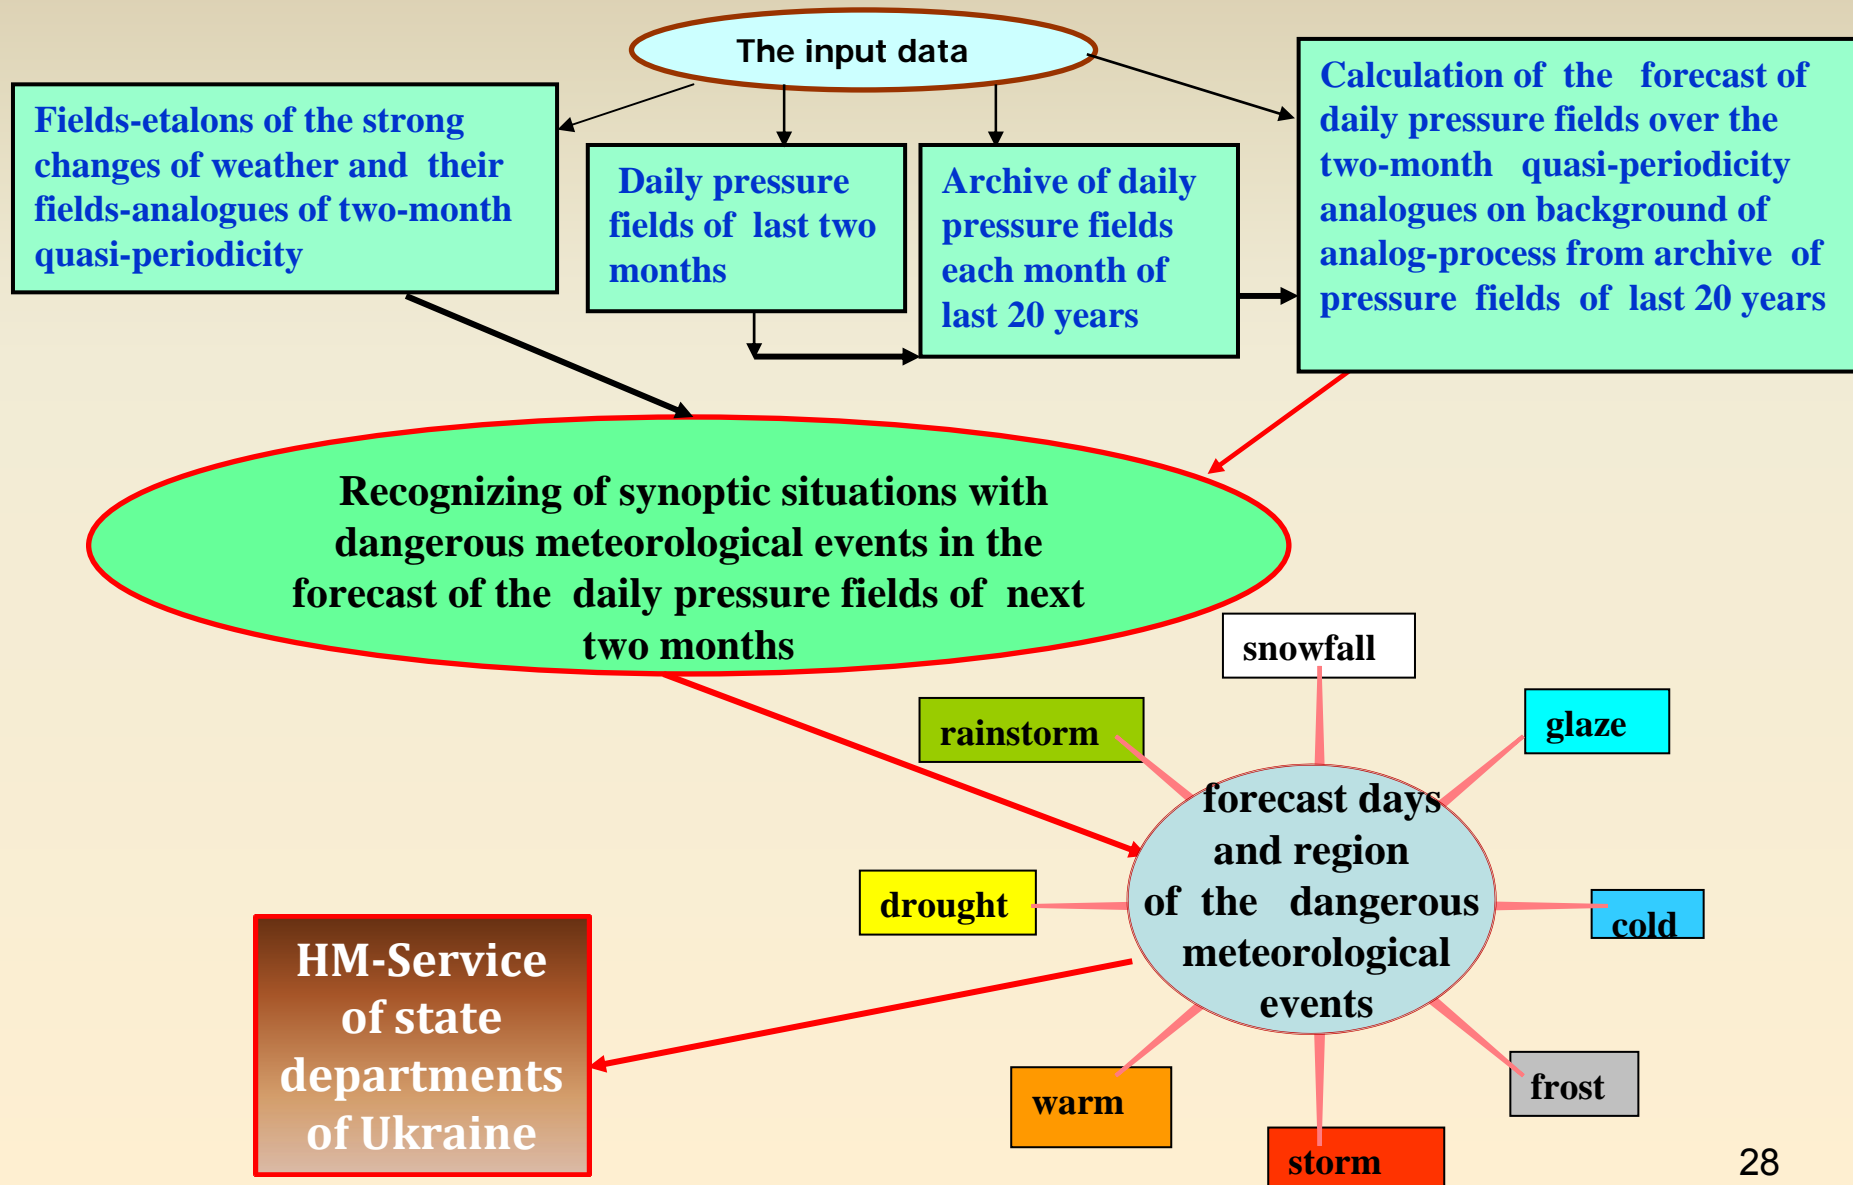 The input data
Fields-etalons of the strong
changes of weather and their
fields-analogues of two-month
quasi-periodicity
Daily pressure
fields of last two
months
Archive of daily
pressure fields
each month of
last 20 years
Calculation of the forecast of
daily pressure fields over the
two-month quasi-periodicity
analogues on background of
analog-process from archive of
pressure fields of last 20 years
Recognizing of synoptic situations with
dangerous meteorological events in the
forecast of the daily pressure fields of next
two months
snowfall
rainstorm
glaze
forecast days
and region
of the dangerous
meteorological
events
drought
cold
HM-Service
of state
departments
of Ukraine
warm
frost
storm
28